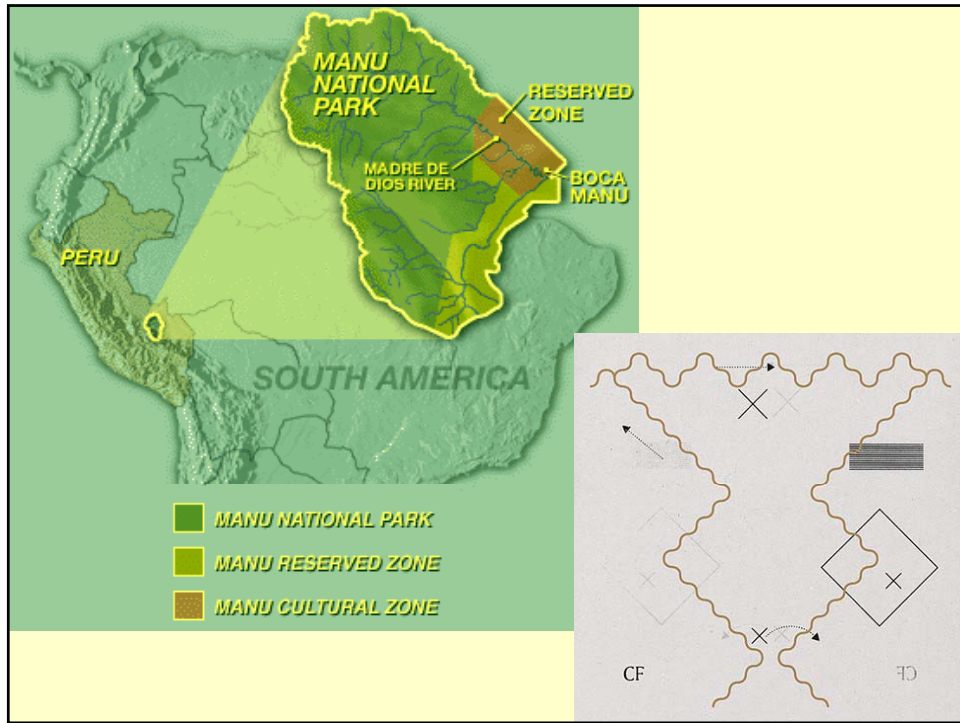 MANU
NATIONAL
PARK
RESERVED
ZONE
MADRE DE
DIOS RIVER
BOCA
MANU
PERU
SOUTH AMERICA
MANU NATIONAL PARK
MANU RESERVED ZONE
MANU CULTURAL ZONE
CF
CF